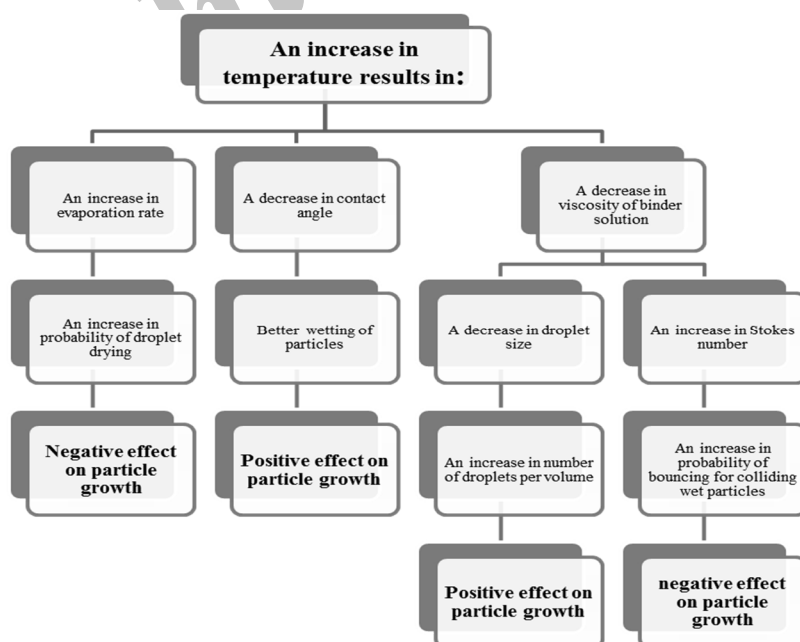 An increase in
temperature results in:
An increase in
evaporation rate
A decrease in contact
angle
A decrease in
viscosity of binder
solution
An increase in
probability of droplet
drying
Better wetting of
particles
A decrease in droplet
size
An increase in Stokes
number
Negative effect
on particle
growth
Positive effect on
particle growth
An increase in number
of droplets per volume
An increase in
probability of
bouncing for colliding
wet particles
Positive effect on
particle growth
negative effect
on particle
growth